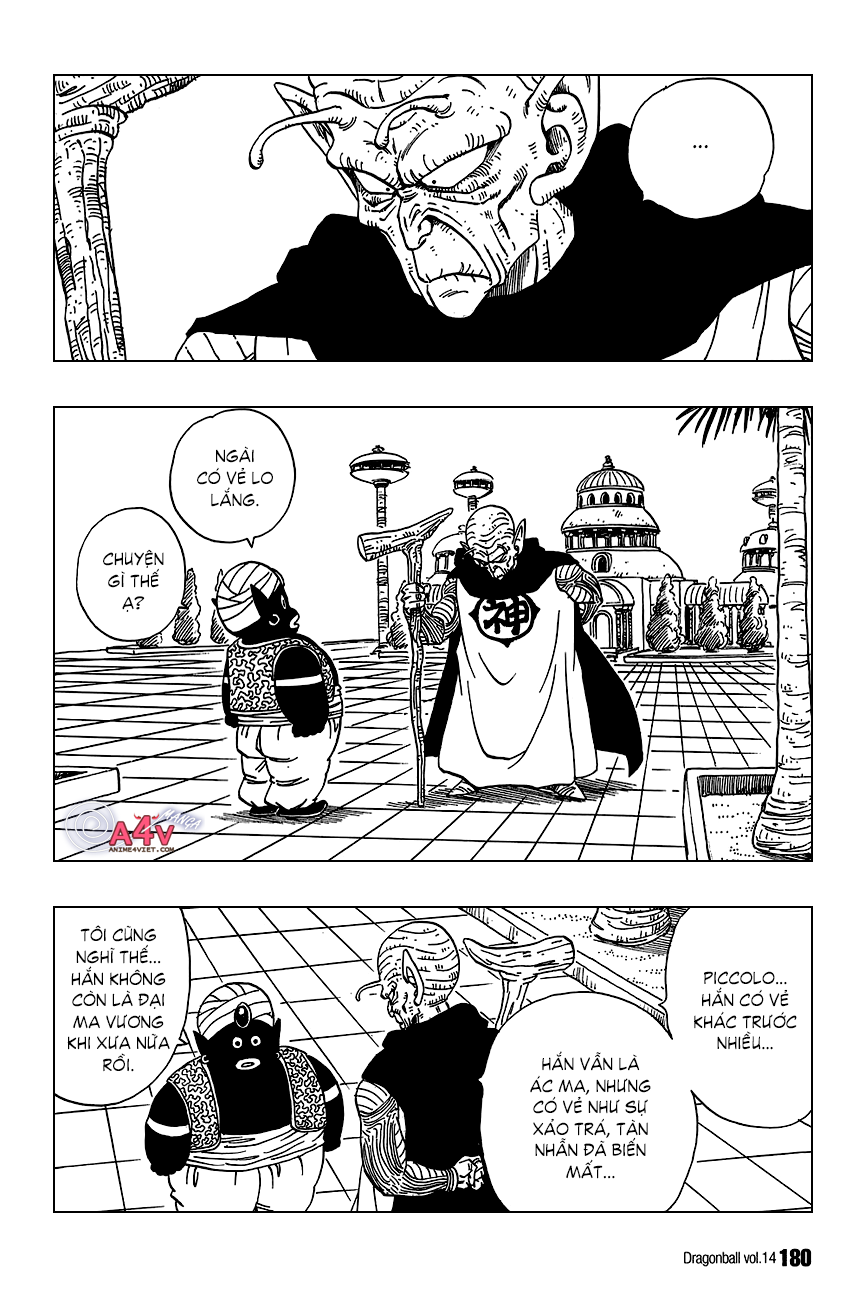 ...
NGÀI
CÓ VẺ LO
LẮNG.
CHUYỆN
GÌ THẾ
Ạ?
神
A4V
MANGA
ANIME4VIET.COM
PICCOLO...
HẮN CÓ VẺ
KHÁC TRƯỚC
NHIỀU...
HẮN VẪN LÀ
ÁC MA, NHƯNG
CÓ VẺ NHƯ SỰ
XẢO TRÁ, TÀN
NHẪN ĐÃ BIẾN
MẤT...
TÔI CŨNG
NGHĨ THẾ...
HẮN KHÔNG
CÒN LÀ ĐẠI
MA VƯƠNG
KHI XƯA NỮA
RỒI.
Dragonball vol.14 180